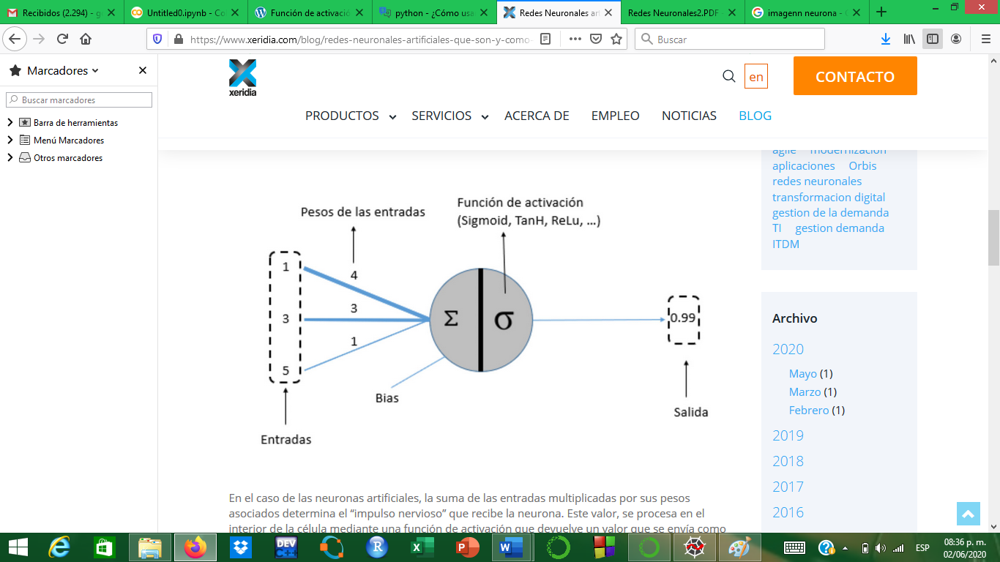 Recibidos (2.294) - g
Untitled0.ipynb - Co
Función de activació
python - ¿Cómo usa
Redes Neuronales art
Redes Neuronales2.PDF
imagenn neurona - G
https://www.xeridia.com/blog/redes-neuronales-artificiales-que-son-y-como-
Buscar
Marcadores
Buscar marcadores
Barra de herramientas
Menú Marcadores
Otros marcadores
xeridia
en
CONTACTO
PRODUCTOS
SERVICIOS
ACERCA DE
EMPLEO
NOTICIAS
BLOG
agile modernizacion
aplicaciones Orbis
redes neuronales
transformacion digital
gestion de la demanda
TI gestion demanda
ITDM
Pesos de las entradas
Función de activación
(Sigmoid, TanH, ReLu, ...)
1
3
5
4
3
1
Σ
σ
0.99
Bias
Entradas
Salida
Archivo
2020
Mayo (1)
Marzo (1)
Febrero (1)
2019
2018
2017
2016
En el caso de las neuronas artificiales, la suma de las entradas multiplicadas por sus pesos
asociados determina el “impulso nervioso” que recibe la neurona. Este valor, se procesa en el
interior de la célula mediante una función de activación que devuelve un valor que se envía como
DEV
C++
ESP
08:36 p. m.
02/06/2020